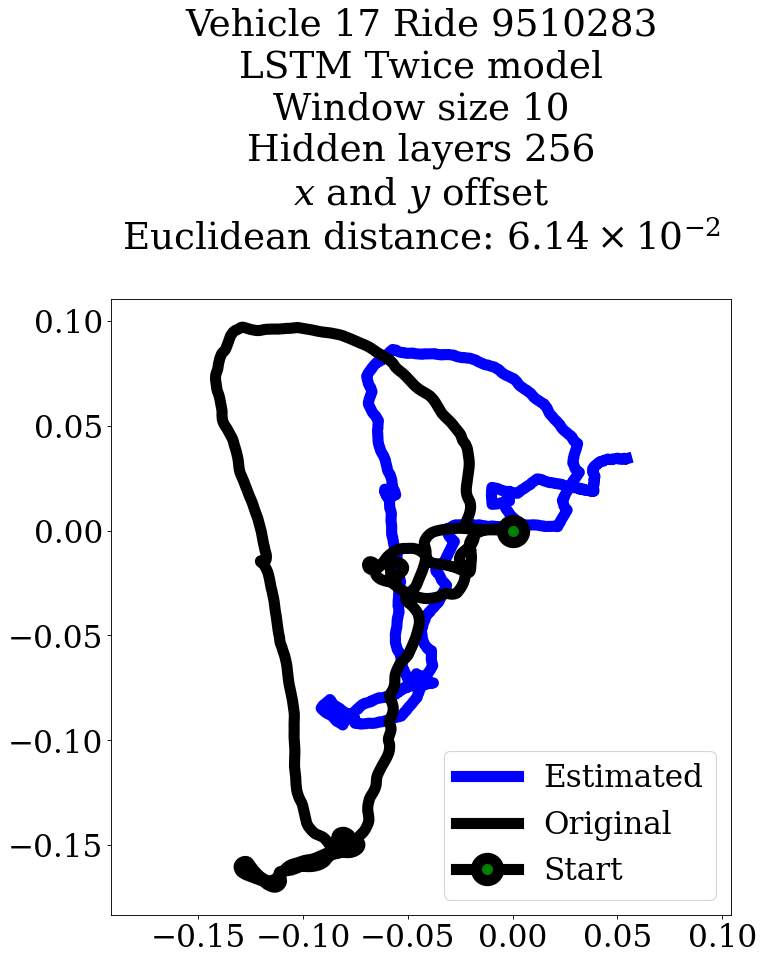 Vehicle 17 Ride 9510283
LSTM Twice model
Window size 10
Hidden layers 256
x and y offset
Euclidean distance: 6.14 × 10⁻²
0.10
0.05
0.00
−0.05
−0.10
−0.15
Estimated
Original
Start
−0.15 −0.10 −0.05 0.00 0.05 0.10